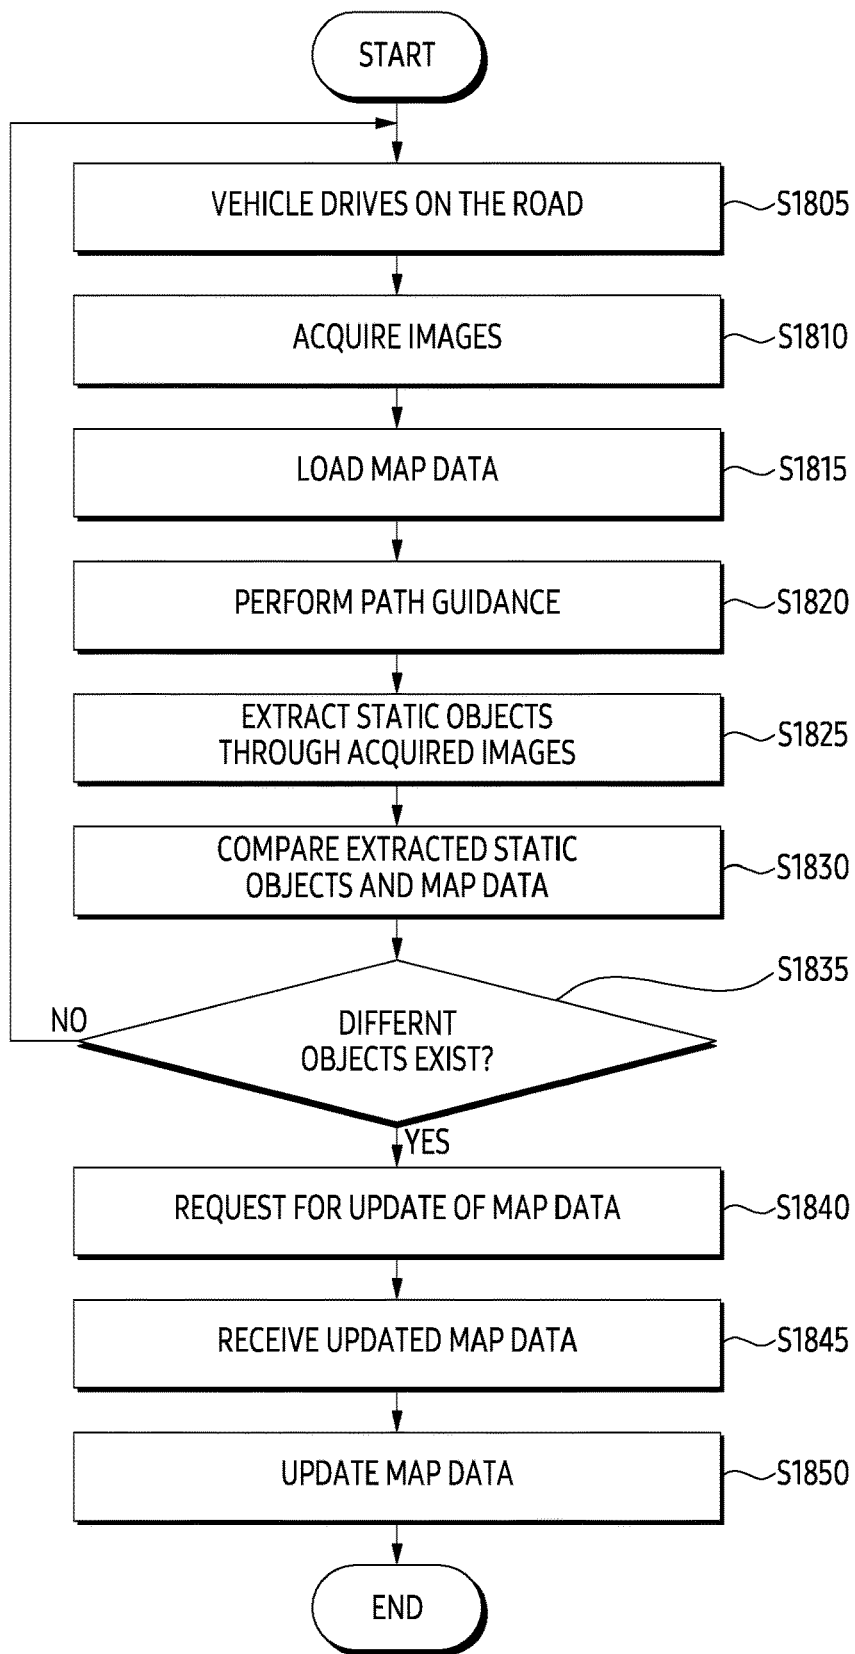 START
VEHICLE DRIVES ON THE ROAD
S1805
ACQUIRE IMAGES
S1810
LOAD MAP DATA
S1815
PERFORM PATH GUIDANCE
S1820
EXTRACT STATIC OBJECTS
THROUGH ACQUIRED IMAGES
S1825
COMPARE EXTRACTED STATIC
OBJECTS AND MAP DATA
S1830
S1835
NO
DIFFERNT
OBJECTS EXIST?
YES
REQUEST FOR UPDATE OF MAP DATA
S1840
RECEIVE UPDATED MAP DATA
S1845
UPDATE MAP DATA
S1850
END